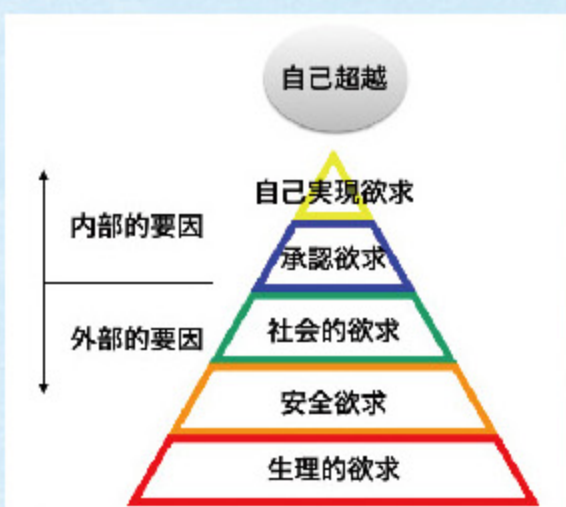 自己超越
自己実現欲求
内部的要因
承認欲求
外部的要因
社会的欲求
安全欲求
生理的欲求